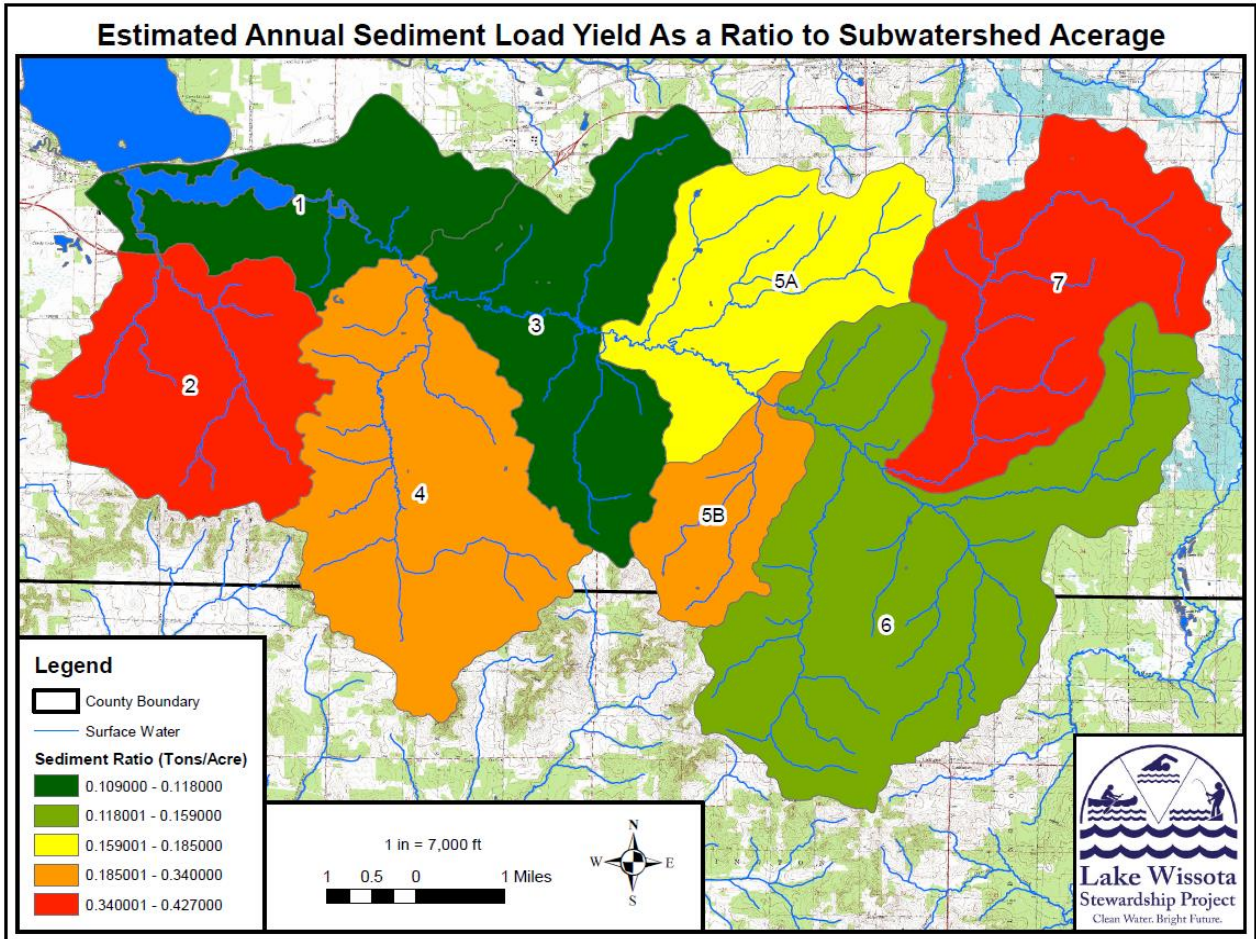 Estimated Annual Sediment Load Yield As a Ratio to Subwatershed Acerage
1
2
3
4
5A
5B
6
7
Legend
County Boundary
Surface Water
Sediment Ratio (Tons/Acre)
0.109000 - 0.118000
0.118001 - 0.159000
0.159001 - 0.185000
0.185001 - 0.340000
0.340001 - 0.427000
1 in = 7,000 ft
1 0.5 0 1 Miles
N
W E
S
Lake Wissota
Stewardship Project
Clean Water. Bright Future.